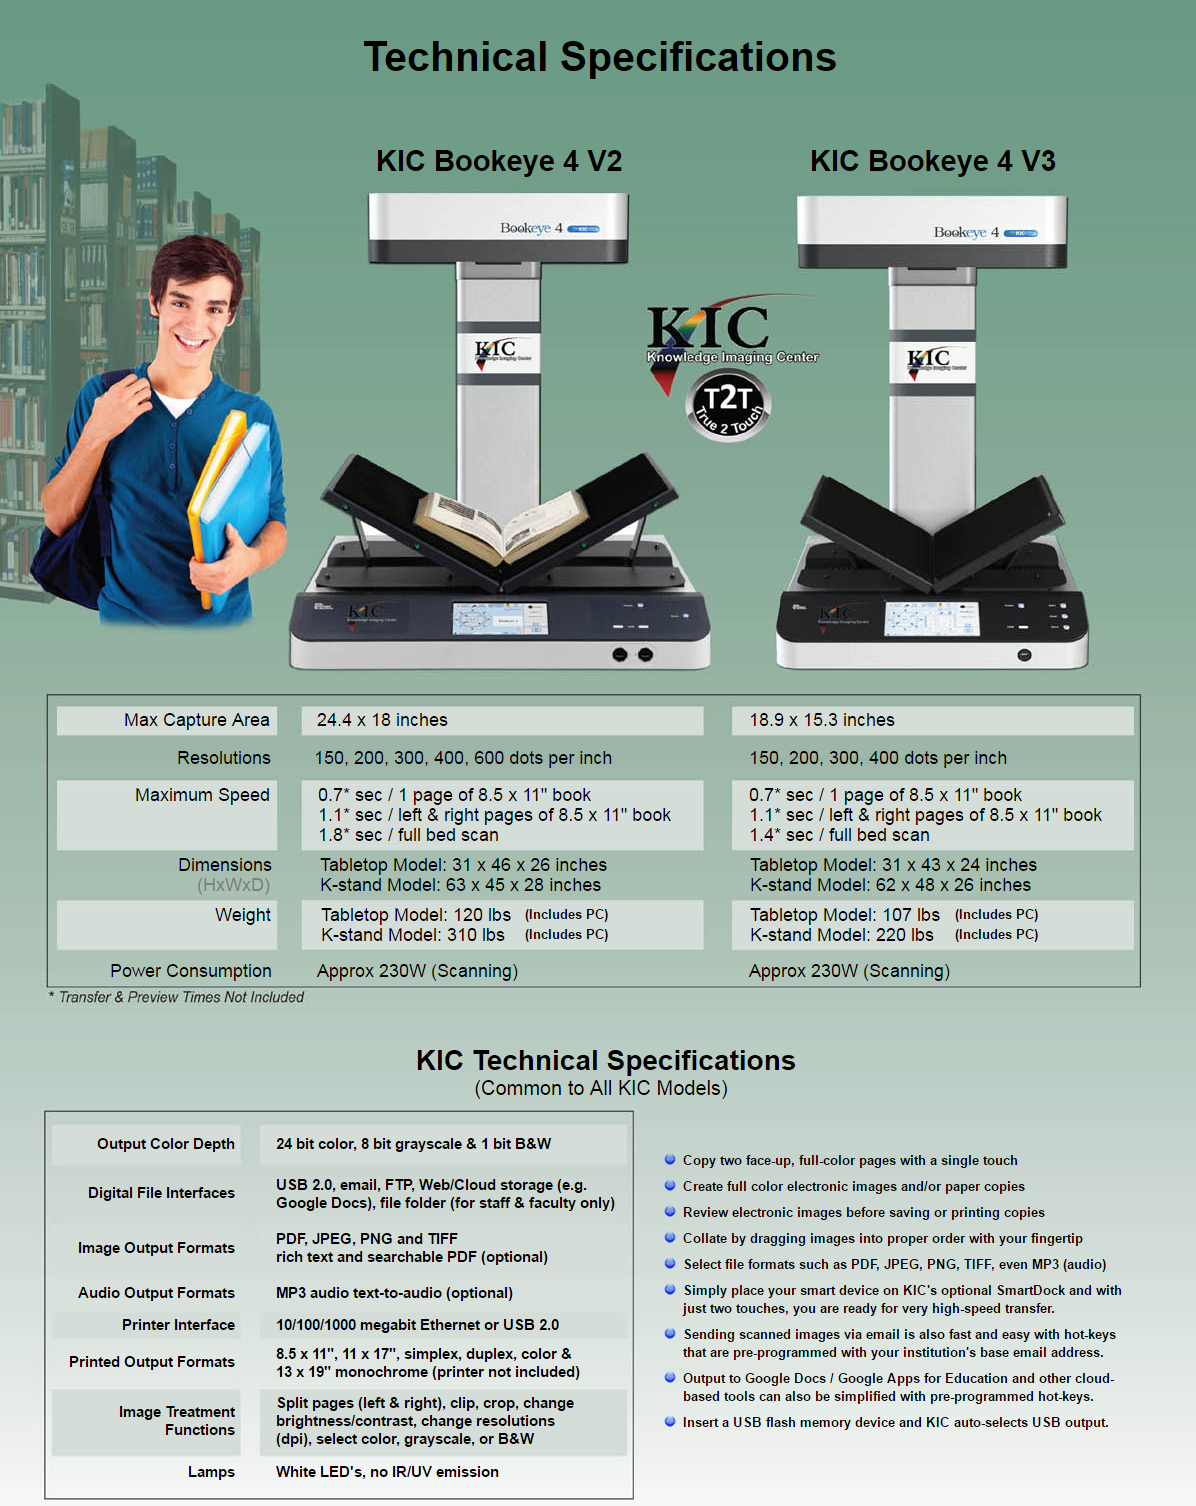 Technical Specifications
KIC Bookeye 4 V2
KIC Bookeye 4 V3
Bookeye 4 KIC
Bookeye 4 KIC
KIC
Knowledge Imaging Center
T2T
True 2 Touch
KIC
Knowledge Imaging Center
KIC
Knowledge Imaging Center
KIC
Knowledge Imaging Center
KIC
Knowledge Imaging Center
Max Capture Area
24.4 x 18 inches
18.9 x 15.3 inches
Resolutions
150, 200, 300, 400, 600 dots per inch
150, 200, 300, 400 dots per inch
Maximum Speed
0.7* sec / 1 page of 8.5 x 11" book
1.1* sec / left & right pages of 8.5 x 11" book
1.8* sec / full bed scan
0.7* sec / 1 page of 8.5 x 11" book
1.1* sec / left & right pages of 8.5 x 11" book
1.4* sec / full bed scan
Dimensions
(HxWxD)
Tabletop Model: 31 x 46 x 26 inches
K-stand Model: 63 x 45 x 28 inches
Tabletop Model: 31 x 43 x 24 inches
K-stand Model: 62 x 48 x 26 inches
Weight
Tabletop Model: 120 lbs (Includes PC)
K-stand Model: 310 lbs (Includes PC)
Tabletop Model: 107 lbs (Includes PC)
K-stand Model: 220 lbs (Includes PC)
Power Consumption
Approx 230W (Scanning)
Approx 230W (Scanning)
* Transfer & Preview Times Not Included
KIC Technical Specifications
(Common to All KIC Models)
Output Color Depth
24 bit color, 8 bit grayscale & 1 bit B&W
Digital File Interfaces
USB 2.0, email, FTP, Web/Cloud storage (e.g.
Google Docs), file folder (for staff & faculty only)
Image Output Formats
PDF, JPEG, PNG and TIFF
rich text and searchable PDF (optional)
Audio Output Formats
MP3 audio text-to-audio (optional)
Printer Interface
10/100/1000 megabit Ethernet or USB 2.0
Printed Output Formats
8.5 x 11", 11 x 17", simplex, duplex, color &
13 x 19" monochrome (printer not included)
Image Treatment
Functions
Split pages (left & right), clip, crop, change
brightness/contrast, change resolutions
(dpi), select color, grayscale, or B&W
Lamps
White LED's, no IR/UV emission
Copy two face-up, full-color pages with a single touch
Create full color electronic images and/or paper copies
Review electronic images before saving or printing copies
Collate by dragging images into proper order with your fingertip
Select file formats such as PDF, JPEG, PNG, TIFF, even MP3 (audio)
Simply place your smart device on KIC's optional SmartDock and with
just two touches, you are ready for very high-speed transfer.
Sending scanned images via email is also fast and easy with hot-keys
that are pre-programmed with your institution's base email address.
Output to Google Docs / Google Apps for Education and other cloud-
based tools can also be simplified with pre-programmed hot-keys.
Insert a USB flash memory device and KIC auto-selects USB output.